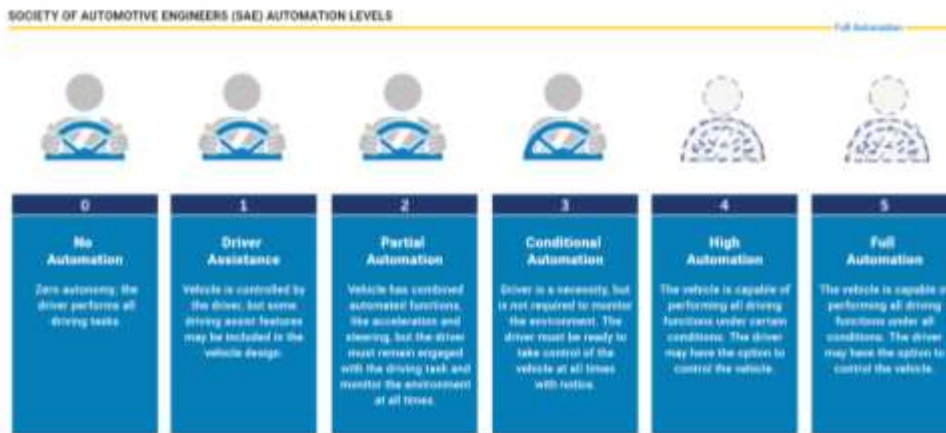 SOCIETY OF AUTOMOTIVE ENGINEERS (SAE) AUTOMATION LEVELS
Full Automation
0
No
Automation
Zero autonomy; the
driver performs all
driving tasks
1
Driver
Assistance
Vehicle is controlled by
the driver, but some
driving assist features
may be included in the
vehicle design.
2
Partial
Automation
Vehicle has combined
automated functions,
like acceleration and
steering, but the driver
must remain engaged
with the driving task and
monitor the environment
at all times.
3
Conditional
Automation
Driver is a necessity, but
is not required to monitor
the environment. The
driver must be ready to
take control of the
vehicle at all times
with notice.
4
High
Automation
The vehicle is capable of
performing all driving
functions under certain
conditions. The driver
may have the option to
control the vehicle.
5
Full
Automation
The vehicle is capable o
performing all driving
functions under all
conditions. The driver
may have the option to
control the vehicle.